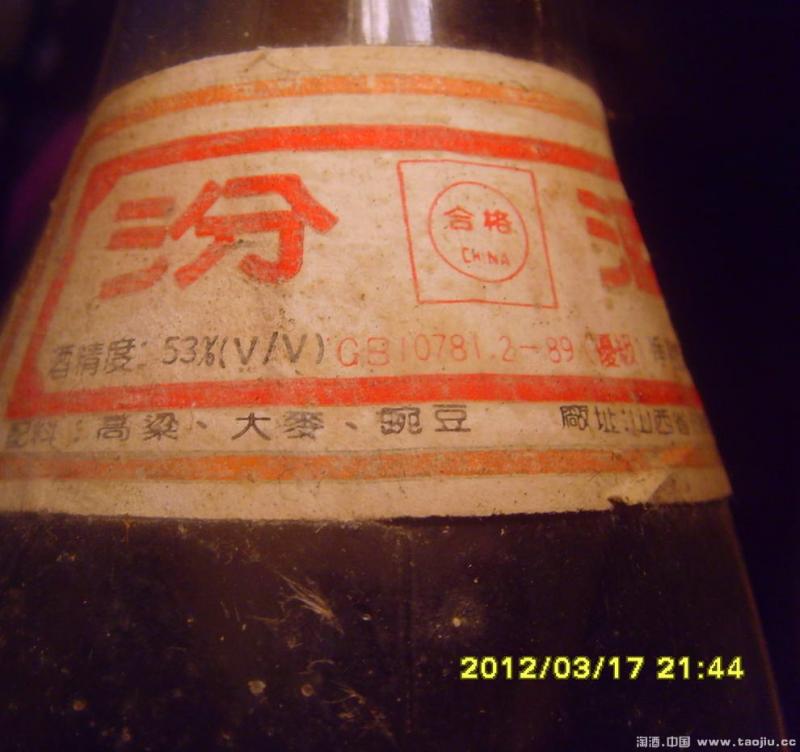 汾
合格
CHINA
酒精度：53%(V/V) GB10781.2-89 (優级
配料：高粱、大麥、豌豆 廠址：山西省
2012/03/17 21:44
淘酒.中国 www.taojiu.cc